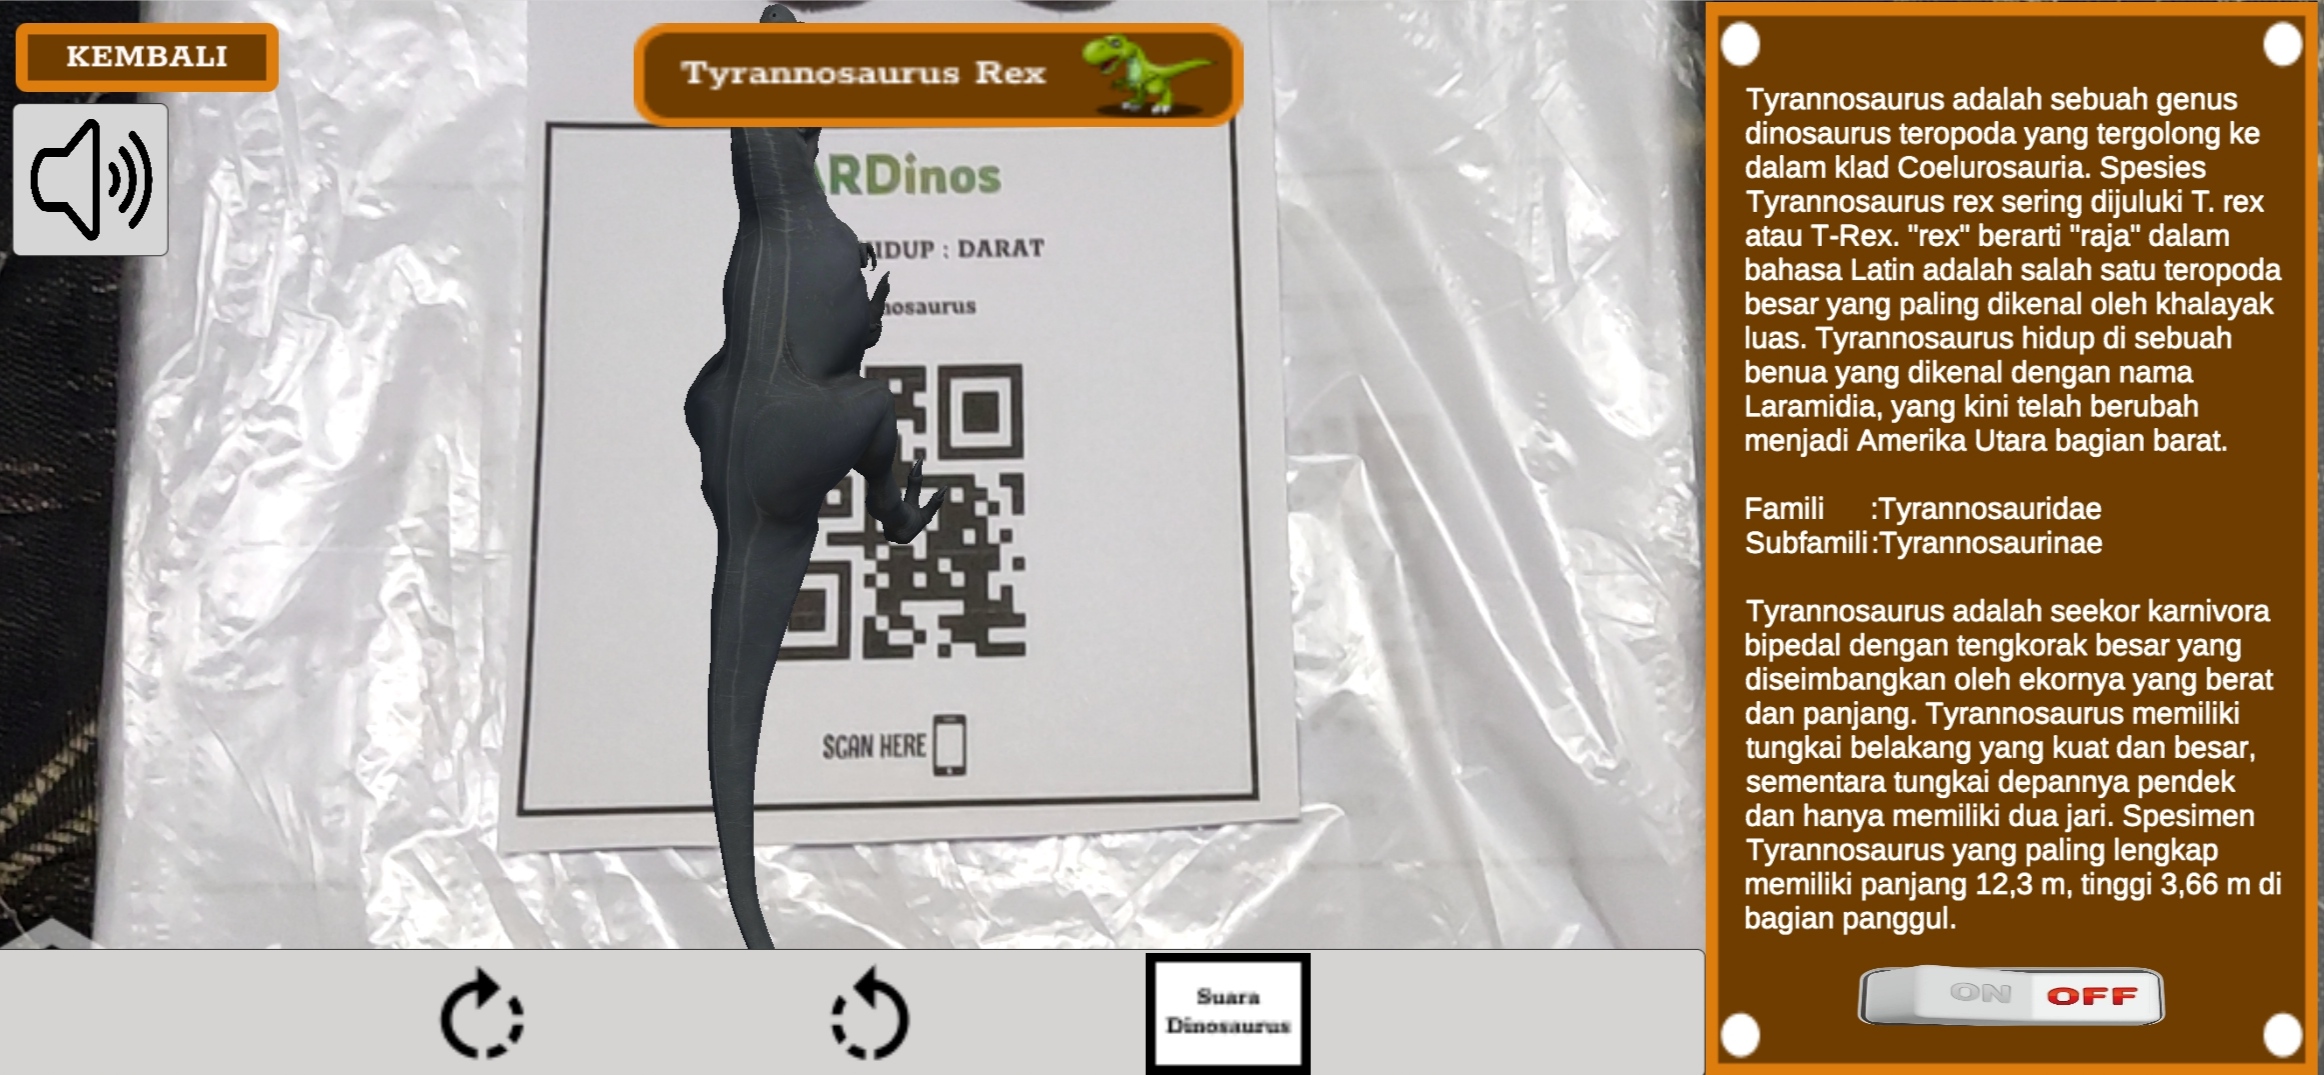 KEMBALI
Tyrannosaurus Rex
ARDinos
HIDUP : DARAT
SCAN HERE
Suara
Dinosaurus
Tyrannosaurus adalah sebuah genus
dinosaurus teropoda yang tergolong ke
dalam klad Coelurosauria. Spesies
Tyrannosaurus rex sering dijuluki T. rex
atau T-Rex. "rex" berarti "raja" dalam
bahasa Latin adalah salah satu teropoda
besar yang paling dikenal oleh khalayak
luas. Tyrannosaurus hidup di sebuah
benua yang dikenal dengan nama
Laramidia, yang kini telah berubah
menjadi Amerika Utara bagian barat.
Famili :Tyrannosauridae
Subfamili :Tyrannosaurinae
Tyrannosaurus adalah seekor karnivora
bipedal dengan tengkorak besar yang
diseimbangkan oleh ekornya yang berat
dan panjang. Tyrannosaurus memiliki
tungkai belakang yang kuat dan besar,
sementara tungkai depannya pendek
dan hanya memiliki dua jari. Spesimen
Tyrannosaurus yang paling lengkap
memiliki panjang 12,3 m, tinggi 3,66 m di
bagian panggul.
ON OFF